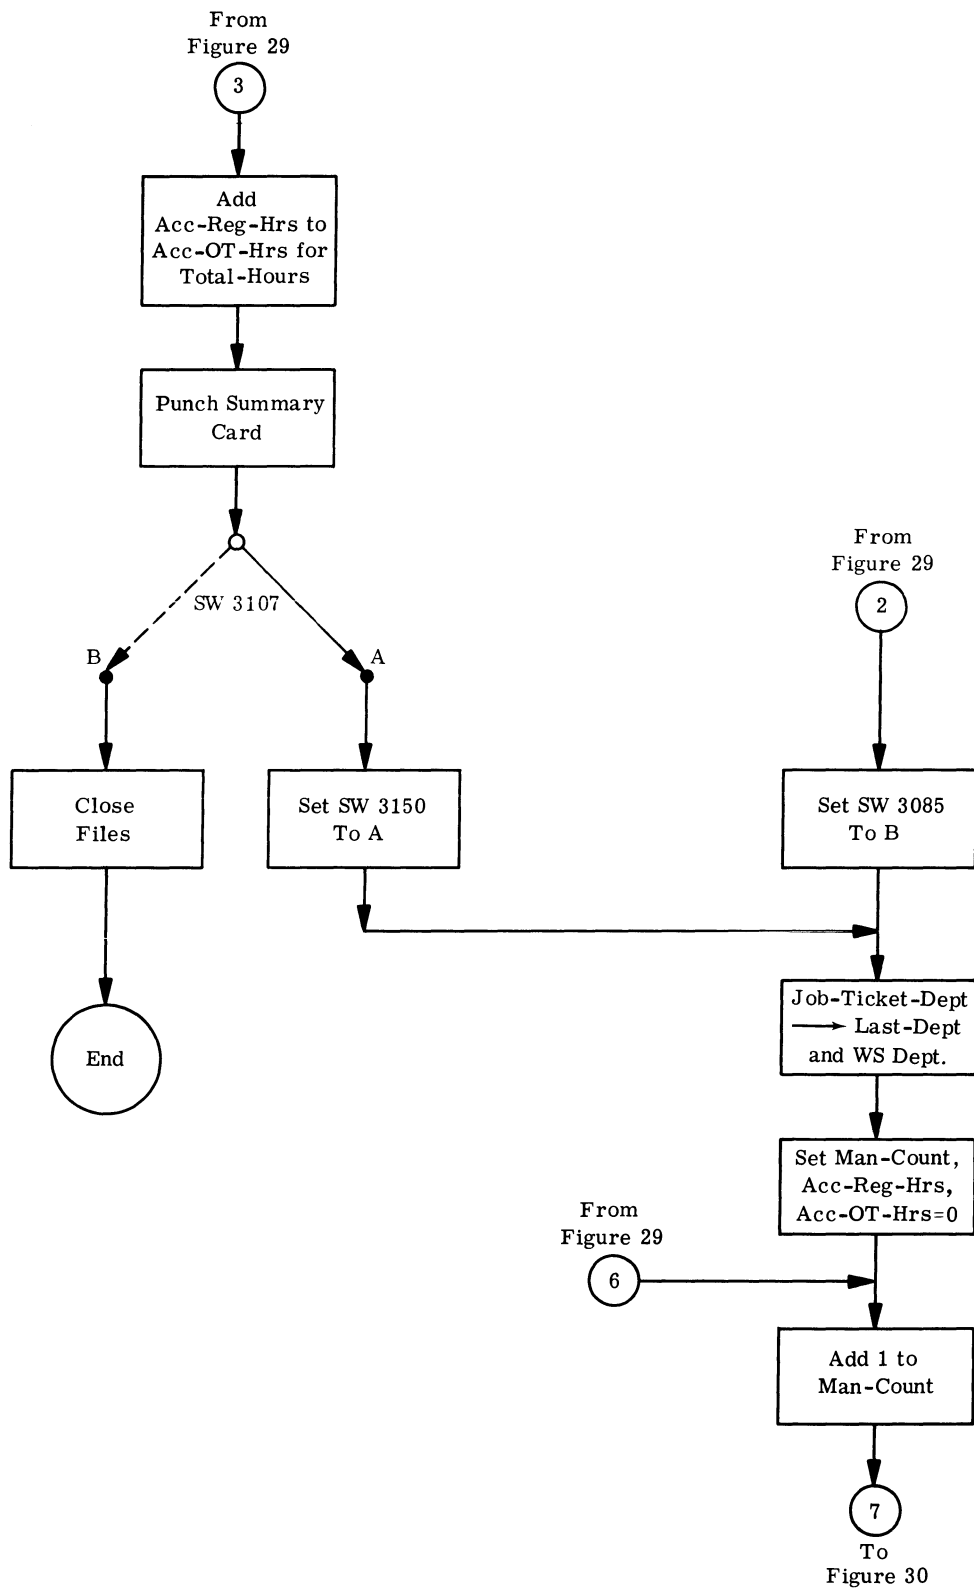 From
Figure 29
3
Add
Acc-Reg-Hrs to
Acc-OT-Hrs for
Total-Hours
Punch Summary
Card
SW 3107
B
A
Close
Files
Set SW 3150
To A
End
From
Figure 29
2
Set SW 3085
To B
Job-Ticket-Dept
Last-Dept
and WS Dept.
Set Man-Count,
Acc-Reg-Hrs,
Acc-OT-Hrs=0
From
Figure 29
6
Add 1 to
Man-Count
7
To
Figure 30